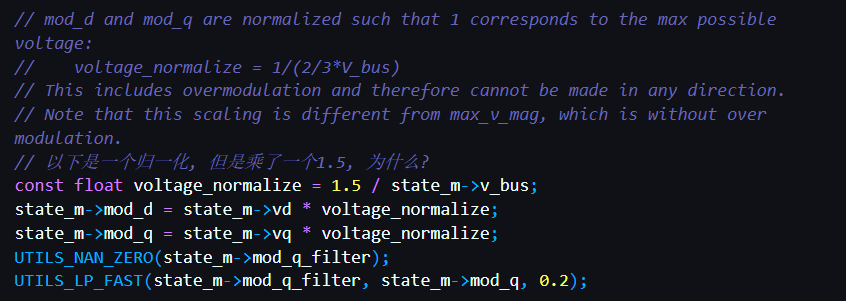 // mod_d and mod_q are normalized such that 1 corresponds to the max possible
voltage:
//    voltage_normalize = 1/(2/3*V_bus)
// This includes overmodulation and therefore cannot be made in any direction.
// Note that this scaling is different from max_v_mag, which is without over
modulation.
// 以下是一个归一化, 但是乘了一个1.5, 为什么?
const float voltage_normalize = 1.5 / state_m->v_bus;
state_m->mod_d = state_m->vd * voltage_normalize;
state_m->mod_q = state_m->vq * voltage_normalize;
UTILS_NAN_ZERO(state_m->mod_q_filter);
UTILS_LP_FAST(state_m->mod_q_filter, state_m->mod_q, 0.2);